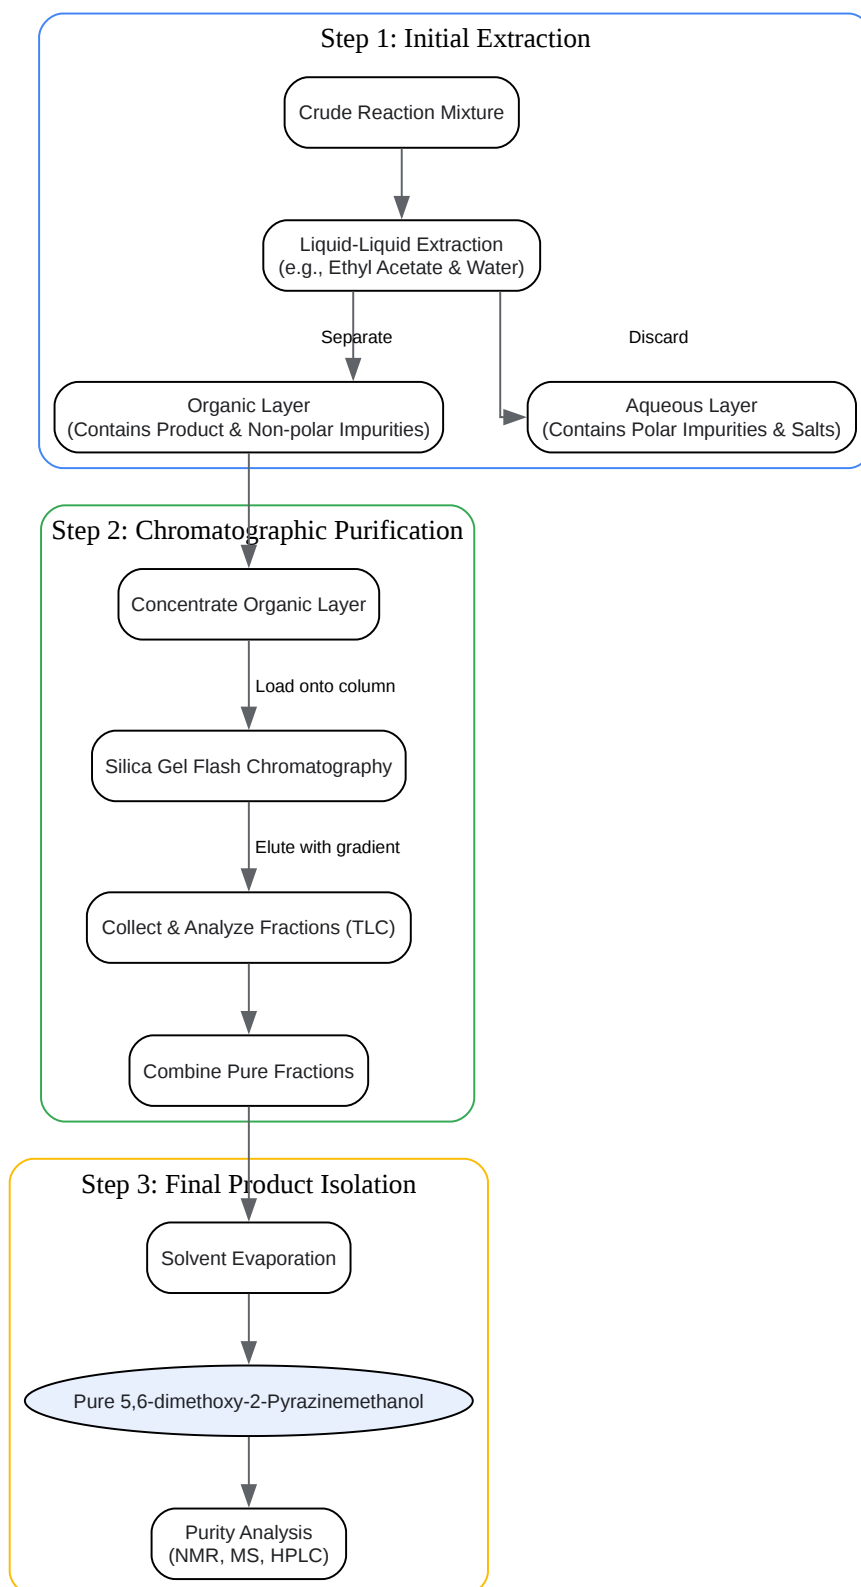 Step 1: Initial Extraction
Crude Reaction Mixture
Liquid-Liquid Extraction
(e.g., Ethyl Acetate & Water)
Separate
Discard
Organic Layer
(Contains Product & Non-polar Impurities)
Aqueous Layer
(Contains Polar Impurities & Salts)
Step 2: Chromatographic Purification
Concentrate Organic Layer
Load onto column
Silica Gel Flash Chromatography
Elute with gradient
Collect & Analyze Fractions (TLC)
Combine Pure Fractions
Step 3: Final Product Isolation
Solvent Evaporation
Pure 5,6-dimethoxy-2-Pyrazinemethanol
Purity Analysis
(NMR, MS, HPLC)